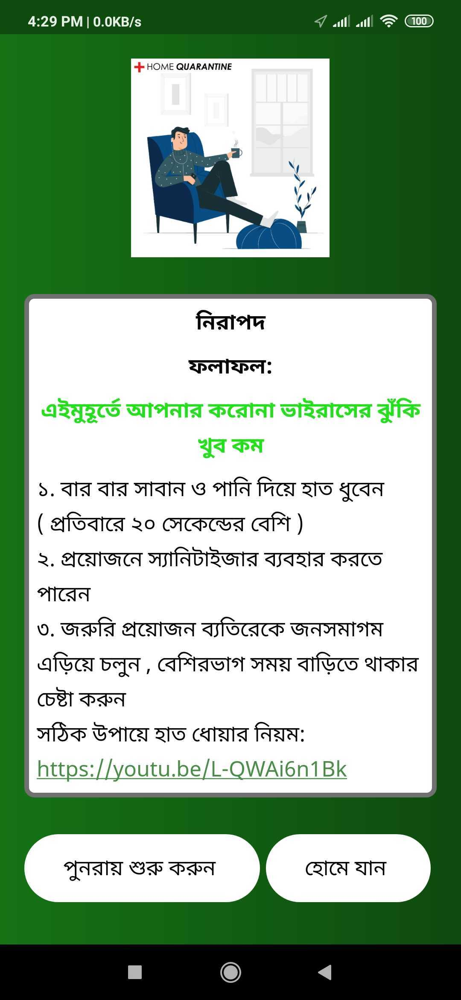 4:29 PM | 0.0KB/s
100
HOME QUARANTINE
নিরাপদ
ফলাফল:
এইমুহূর্তে আপনার করোনা ভাইরাসের ঝুঁকি
খুব কম
১. বার বার সাবান ও পানি দিয়ে হাত ধুবেন
( প্রতিবারে ২০ সেকেন্ডের বেশি )
২. প্রয়োজনে স্যানিটাইজার ব্যবহার করতে
পারেন
৩. জরুরি প্রয়োজন ব্যতিরেকে জনসমাগম
এড়িয়ে চলুন , বেশিরভাগ সময় বাড়িতে থাকার
চেষ্টা করুন
সঠিক উপায়ে হাত ধোয়ার নিয়ম:
https://youtu.be/L-QWAi6n1Bk
পুনরায় শুরু করুন
হোমে যান